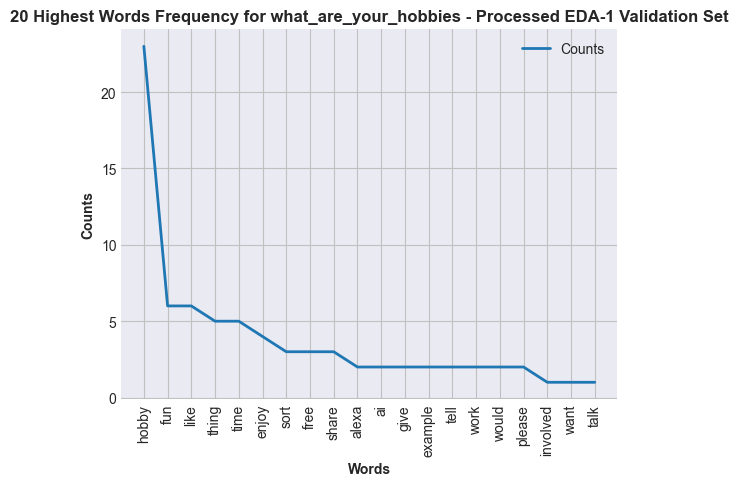 20 Highest Words Frequency for what_are_your_hobbies - Processed EDA-1 Validation Set
Counts
20
15
10
5
0
Counts
hobby
fun
like
thing
time
enjoy
sort
free
share
alexa
ai
give
example
tell
work
would
please
involved
want
talk
Words